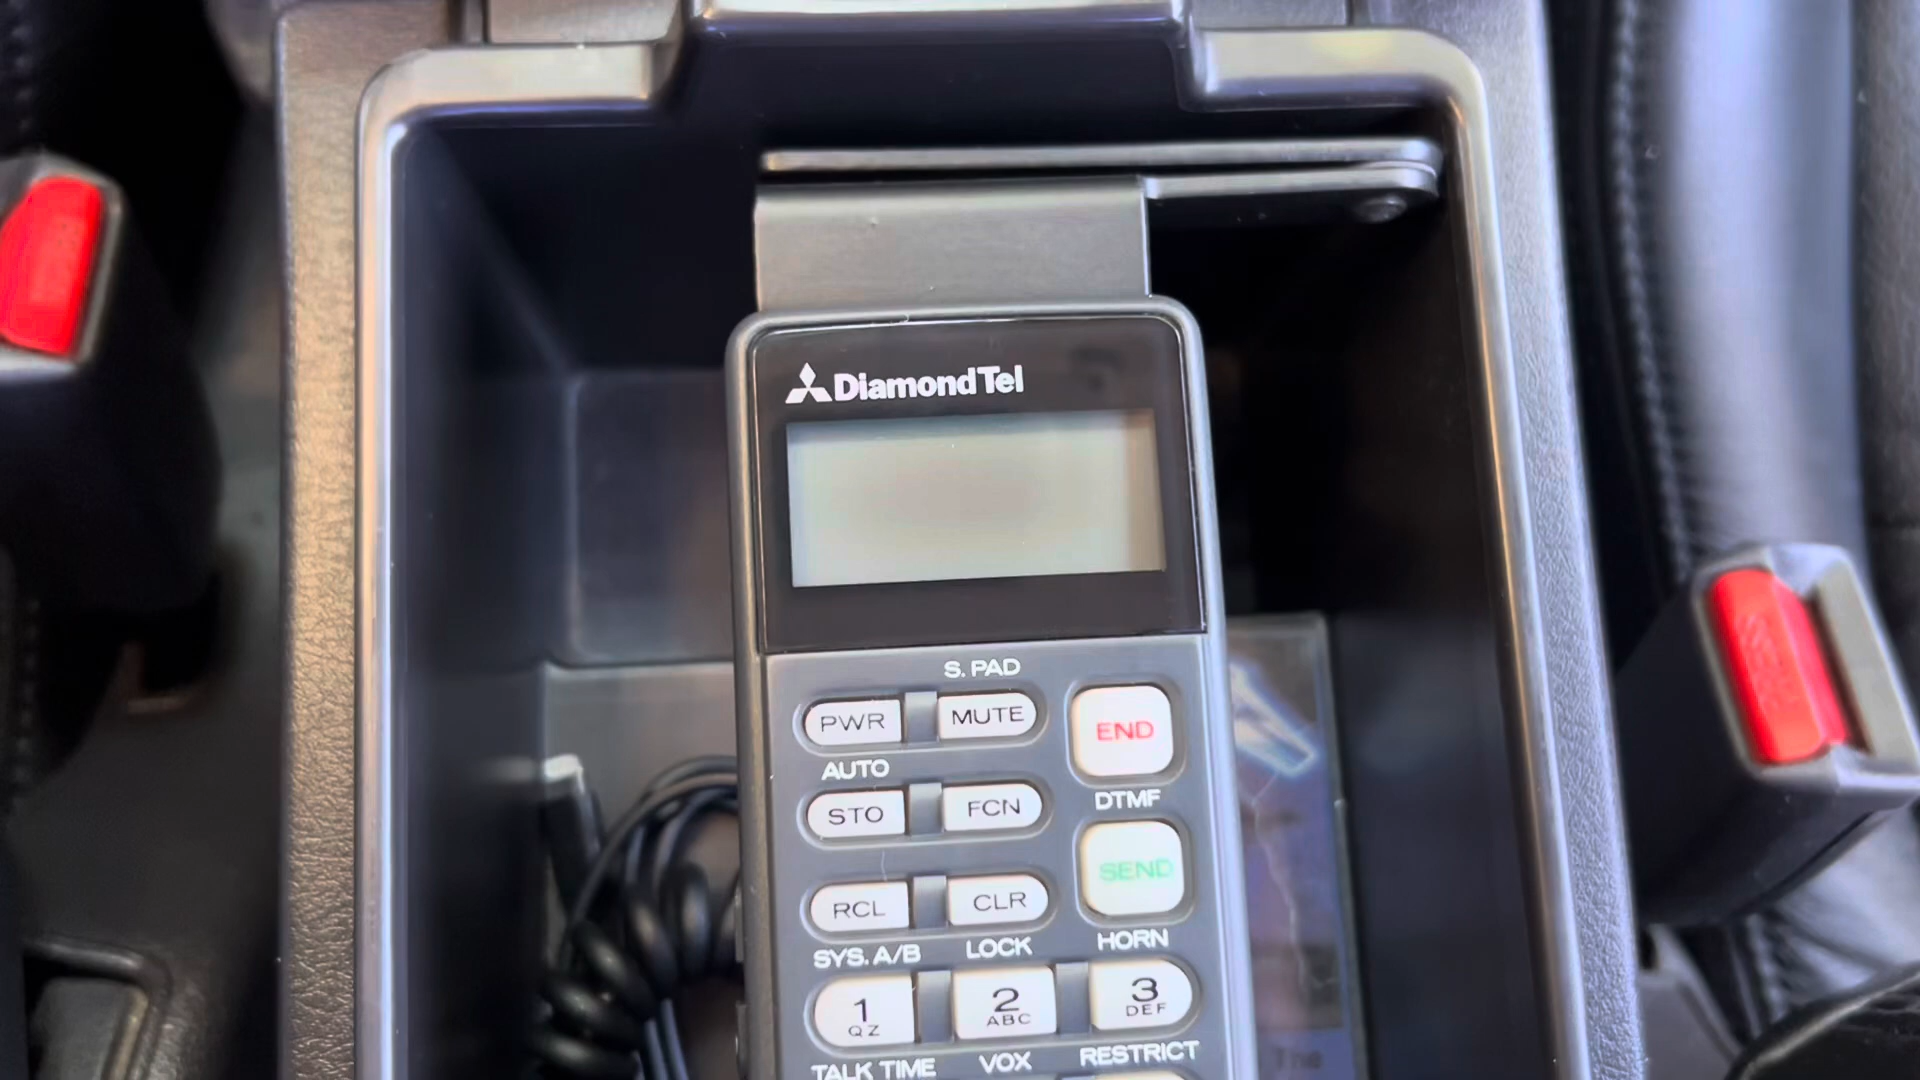 DiamondTel
S. PAD
PWR MUTE END
AUTO DTMF
STO FCN
SEND
RCL CLR
SYS. A/B LOCK HORN
1 2 3
QZ ABC DEF
TALK TIME VOX RESTRICT
The